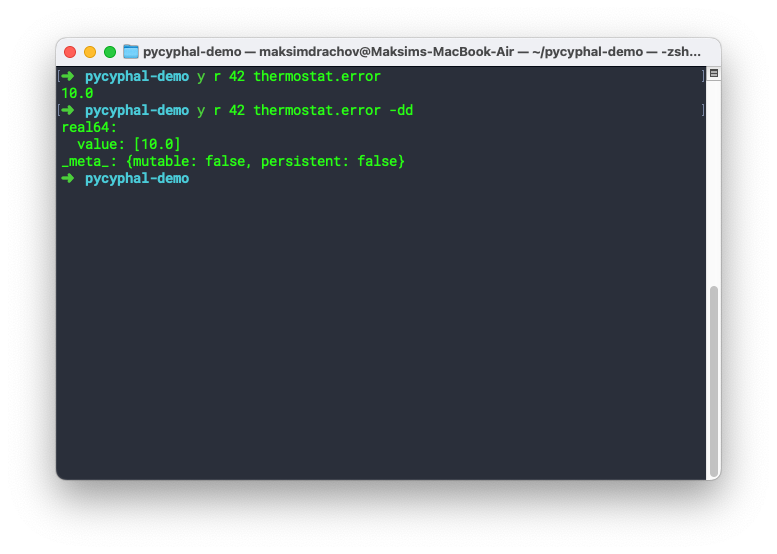 pycyphal-demo — maksimdrachov@Maksims-MacBook-Air — ~/pycyphal-demo — -zsh...
[➜ pycyphal-demo y r 42 thermostat.error ]
10.0
[➜ pycyphal-demo y r 42 thermostat.error -dd ]
real64:
  value: [10.0]
_meta_: {mutable: false, persistent: false}
➜ pycyphal-demo